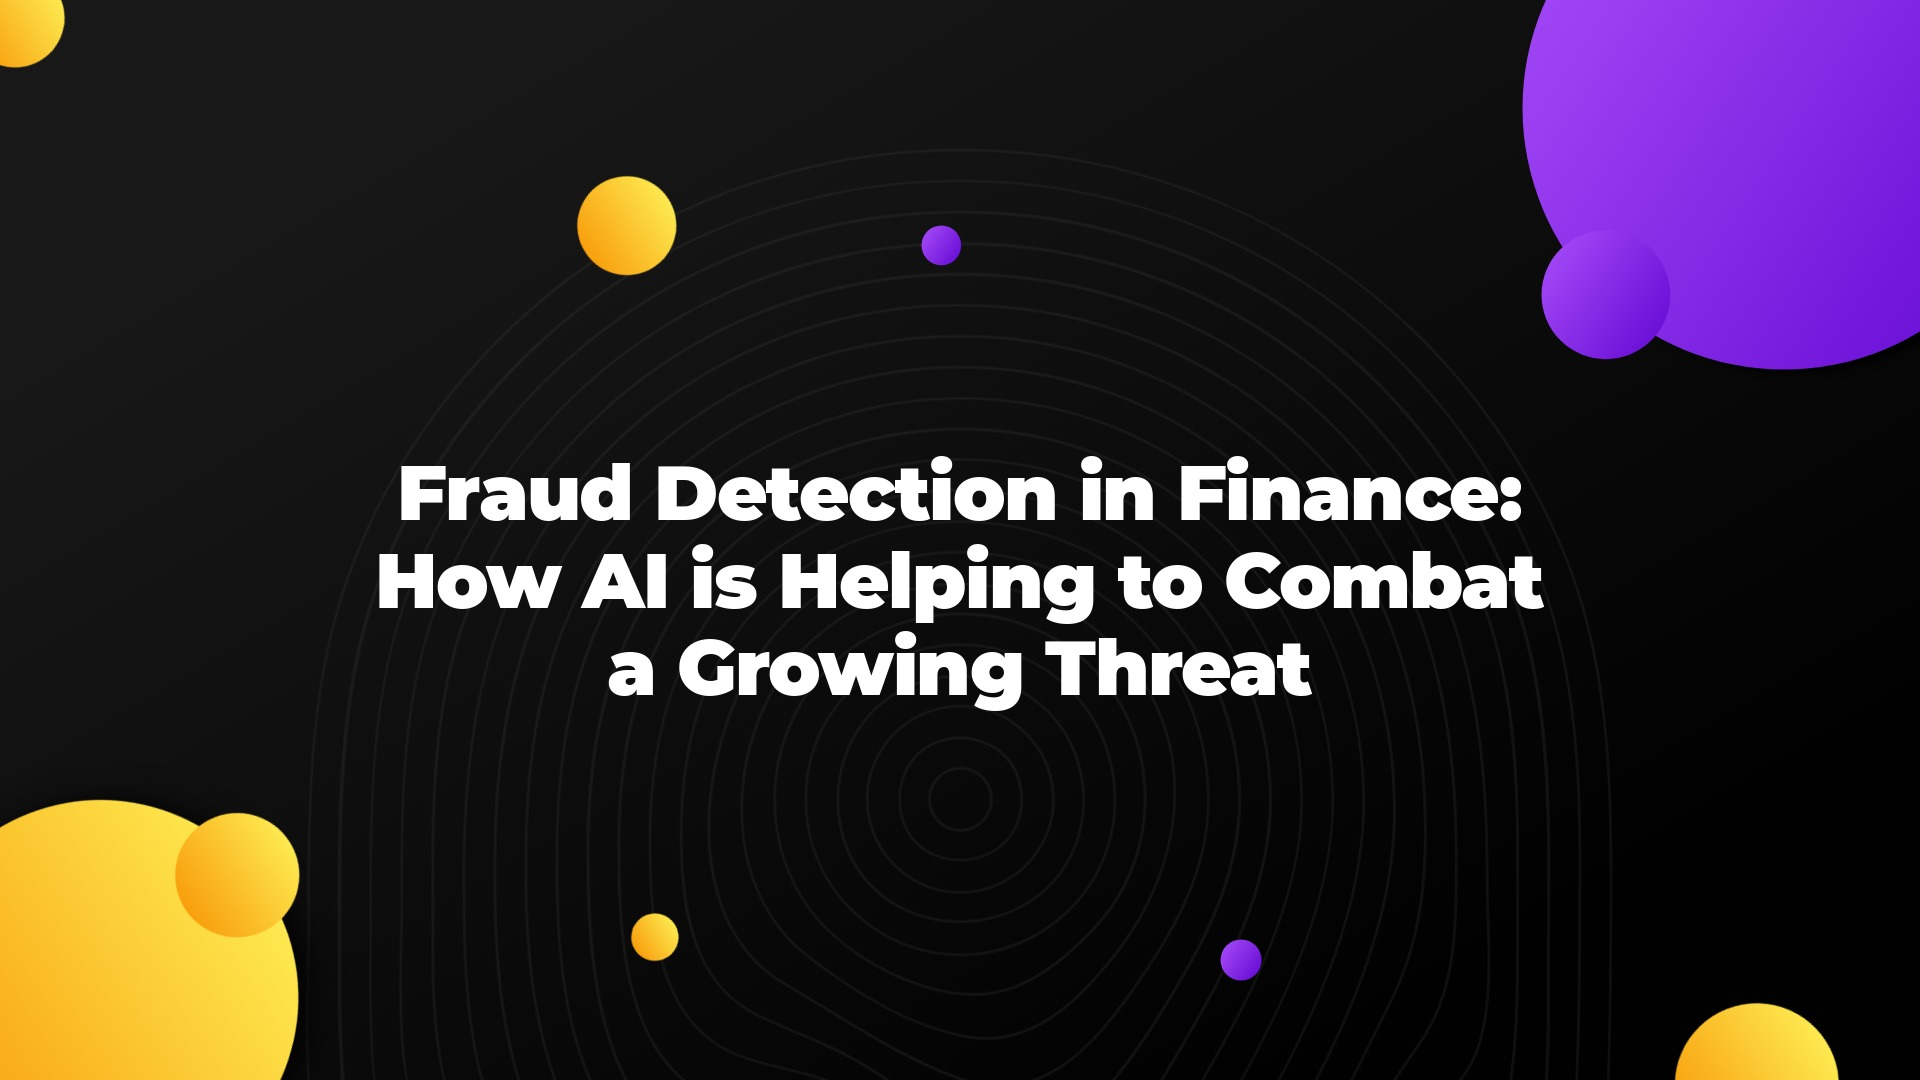 Fraud Detection in Finance:
How AI is Helping to Combat
a Growing Threat